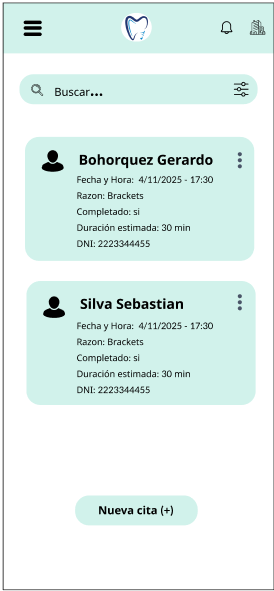 Buscar...
Bohorquez Gerardo
Fecha y Hora: 4/11/2025 - 17:30
Razon: Brackets
Completado: si
Duración estimada: 30 min
DNI: 2223344455
Silva Sebastian
Fecha y Hora: 4/11/2025 - 17:30
Razon: Brackets
Completado: si
Duración estimada: 30 min
DNI: 2223344455
Nueva cita (+)